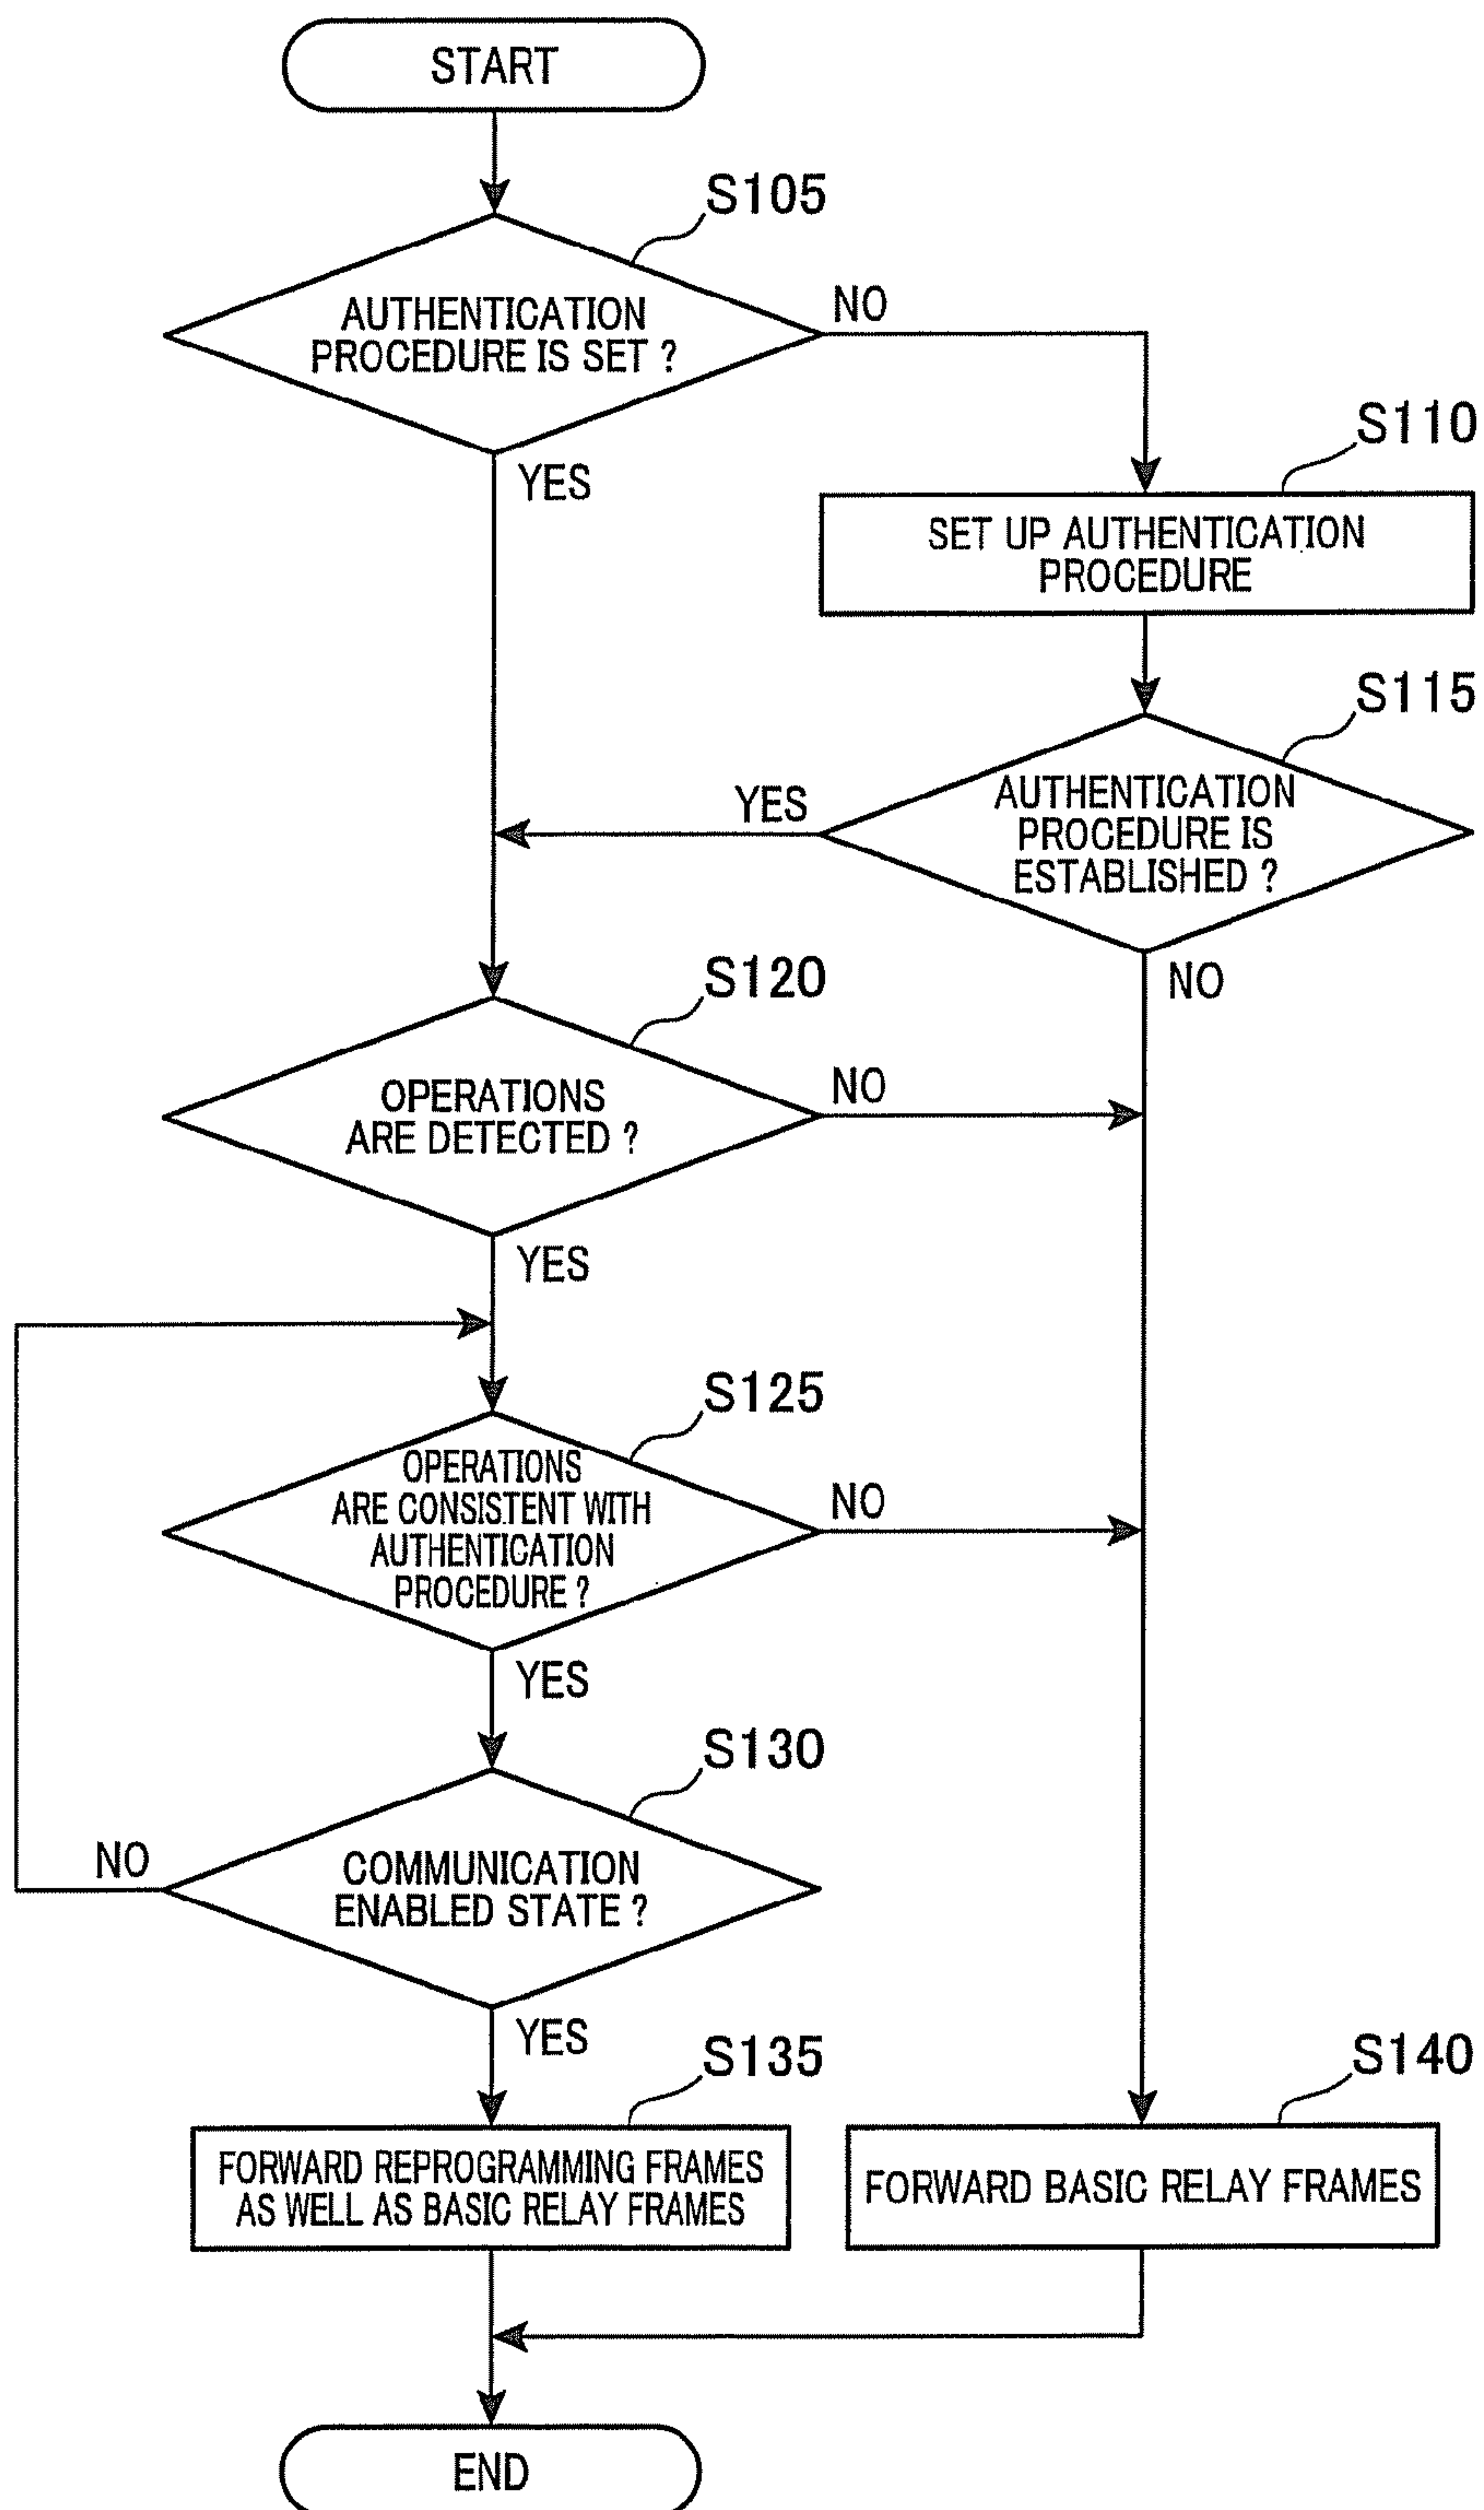 START
S105
AUTHENTICATION
PROCEDURE IS SET ?
NO
YES
S110
SET UP AUTHENTICATION
PROCEDURE
S115
AUTHENTICATION
PROCEDURE IS
ESTABLISHED ?
YES
NO
S120
OPERATIONS
ARE DETECTED ?
NO
YES
S125
OPERATIONS
ARE CONSISTENT WITH
AUTHENTICATION
PROCEDURE ?
NO
YES
S130
COMMUNICATION
ENABLED STATE ?
NO
YES
S135
FORWARD REPROGRAMMING FRAMES
AS WELL AS BASIC RELAY FRAMES
S140
FORWARD BASIC RELAY FRAMES
END